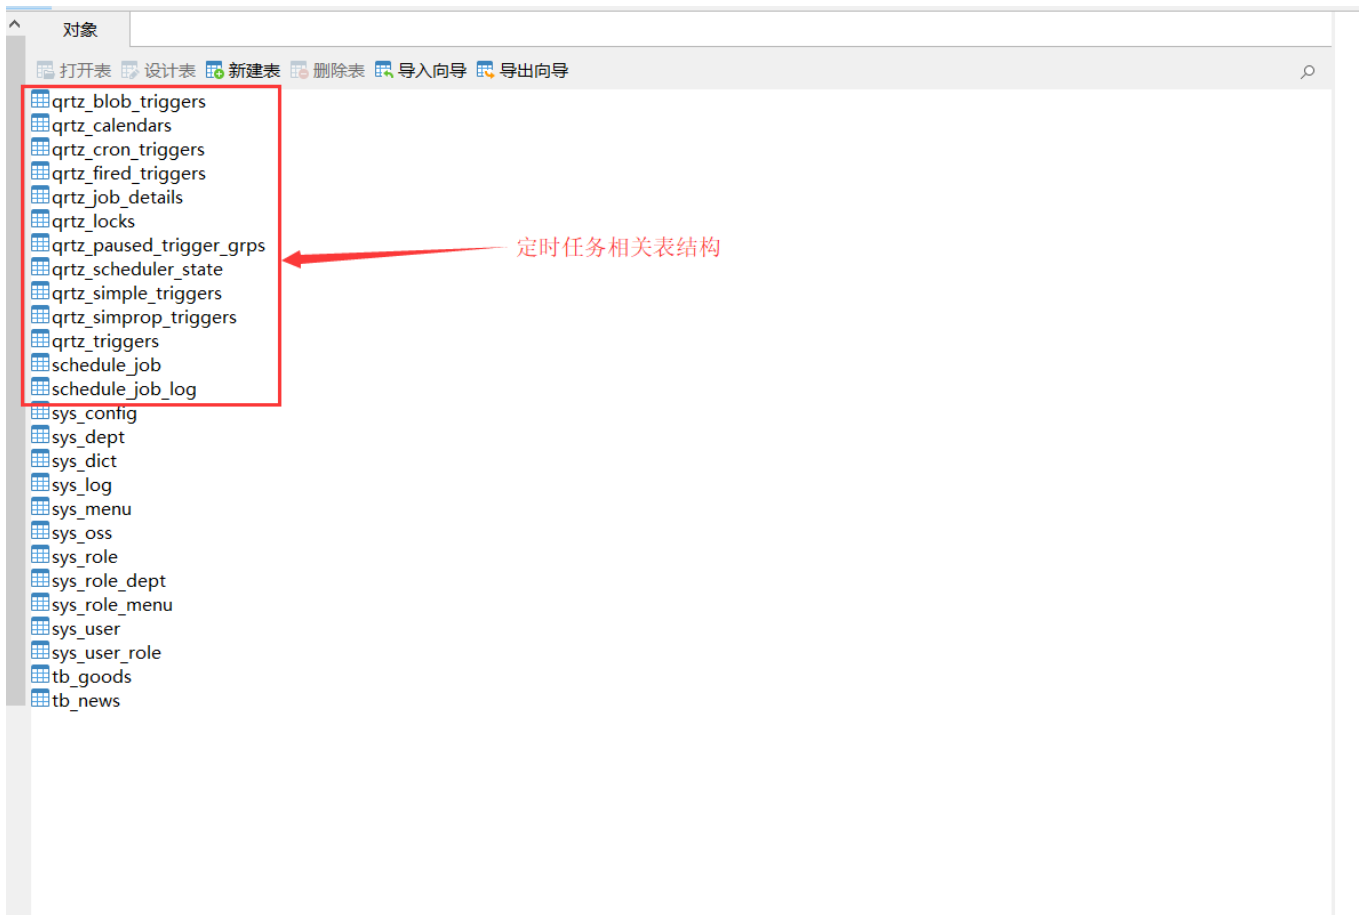 对象
打开表 设计表 新建表 删除表 导入向导 导出向导
qrtz_blob_triggers
qrtz_calendars
qrtz_cron_triggers
qrtz_fired_triggers
qrtz_job_details
qrtz_locks
qrtz_paused_trigger_grps
定时任务相关表结构
qrtz_scheduler_state
qrtz_simple_triggers
qrtz_simprop_triggers
qrtz_triggers
schedule_job
schedule_job_log
sys_config
sys_dept
sys_dict
sys_log
sys_menu
sys_oss
sys_role
sys_role_dept
sys_role_menu
sys_user
sys_user_role
tb_goods
tb_news